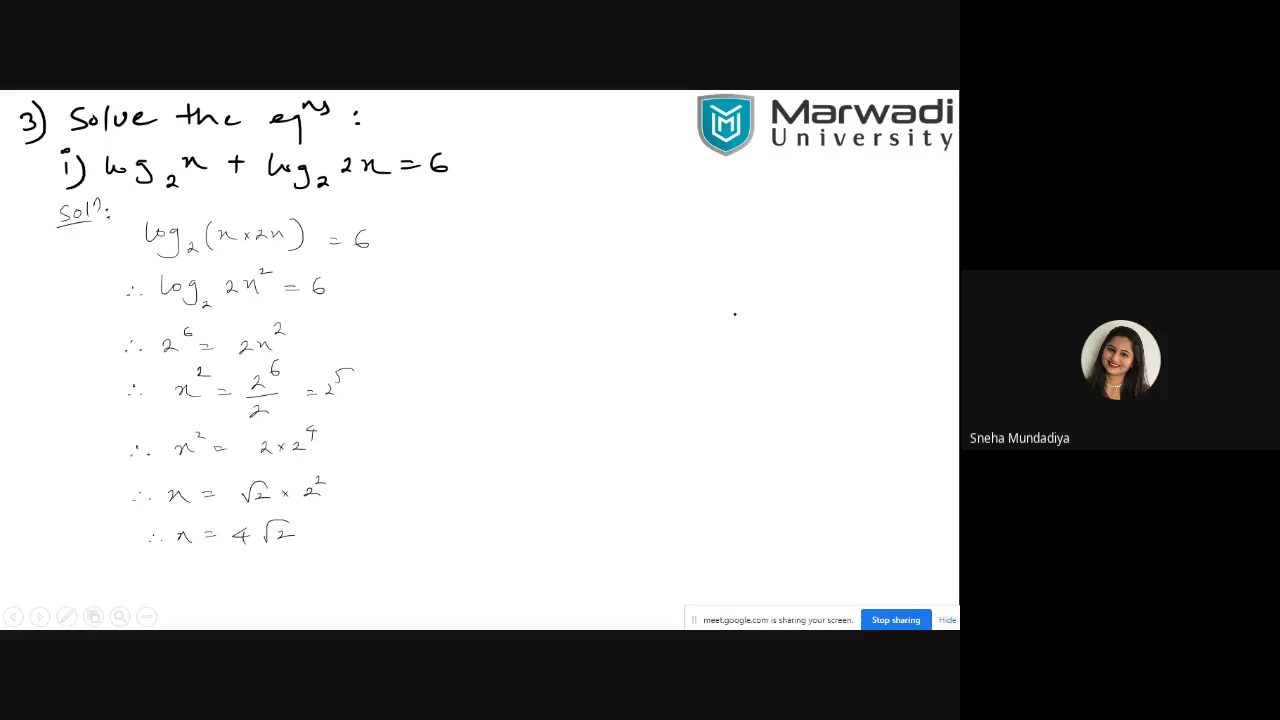 3) Solve the eqⁿˢ :
Marwadi
University
i) log₂ x + log₂ 2x = 6
Solⁿ:
log₂ (x × 2x) = 6
∴ log₂ 2x² = 6
∴ 2⁶ = 2x²
∴ x² = 2⁶/2 = 2⁵
∴ x² = 2 × 2⁴
∴ x = √2 × 2²
∴ x = 4 √2
Sneha Mundadiya
meet.google.com is sharing your screen.
Stop sharing
Hide